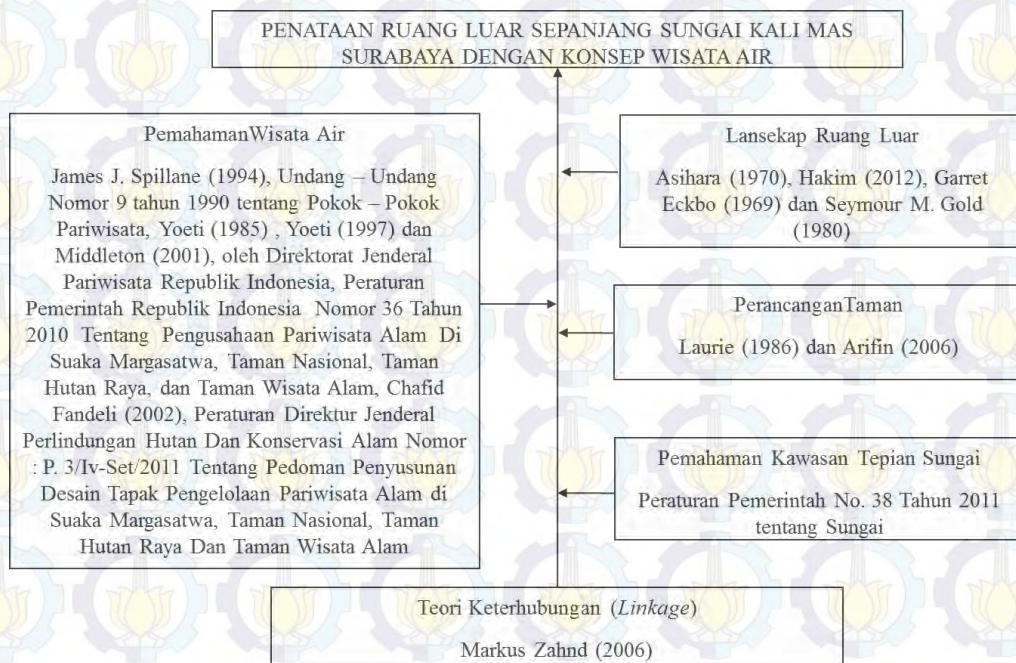 PENATAAN RUANG LUAR SEPANJANG SUNGAI KALI MAS
SURABAYA DENGAN KONSEP WISATA AIR
PemahamanWisata Air
James J. Spillane (1994), Undang – Undang
Nomor 9 tahun 1990 tentang Pokok – Pokok
Pariwisata, Yoeti (1985) , Yoeti (1997) dan
Middleton (2001), oleh Direktorat Jenderal
Pariwisata Republik Indonesia, Peraturan
Pemerintah Republik Indonesia Nomor 36 Tahun
2010 Tentang Pengusahaan Pariwisata Alam Di
Suaka Margasatwa, Taman Nasional, Taman
Hutan Raya, dan Taman Wisata Alam, Chafid
Fandeli (2002), Peraturan Direktur Jenderal
Perlindungan Hutan Dan Konservasi Alam Nomor
: P. 3/Iv-Set/2011 Tentang Pedoman Penyusunan
Desain Tapak Pengelolaan Pariwisata Alam di
Suaka Margasatwa, Taman Nasional, Taman
Hutan Raya Dan Taman Wisata Alam
Lansekap Ruang Luar
Asihara (1970), Hakim (2012), Garret
Eckbo (1969) dan Seymour M. Gold
(1980)
PerancanganTaman
Laurie (1986) dan Arifin (2006)
Pemahaman Kawasan Tepian Sungai
Peraturan Pemerintah No. 38 Tahun 2011
tentang Sungai
Teori Keterhubungan (Linkage)
Markus Zahnd (2006)